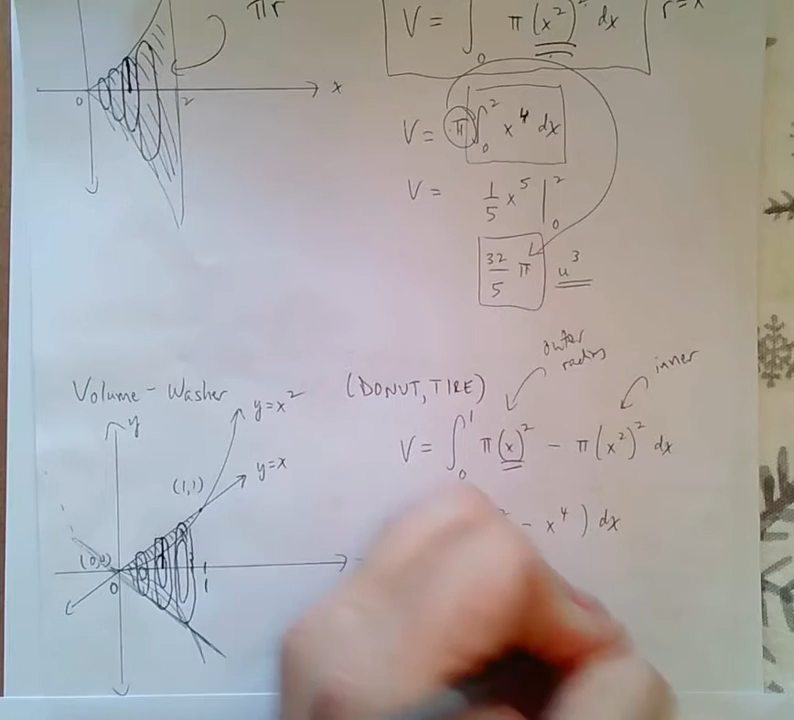 πr
V = ∫₀ π (x²)² dx
r = x
0 2 x
V = π ∫₀² x⁴ dx
V = 1/5 x⁵ |₀²
32/5 π u³
outer radius
inner
Volume - Washer (DONUT, TIRE)
y = x²
y
V = ∫₀¹ π (x)² - π (x²)² dx
y = x
(1,1)
² - x⁴ ) dx
(0,0)
0 1